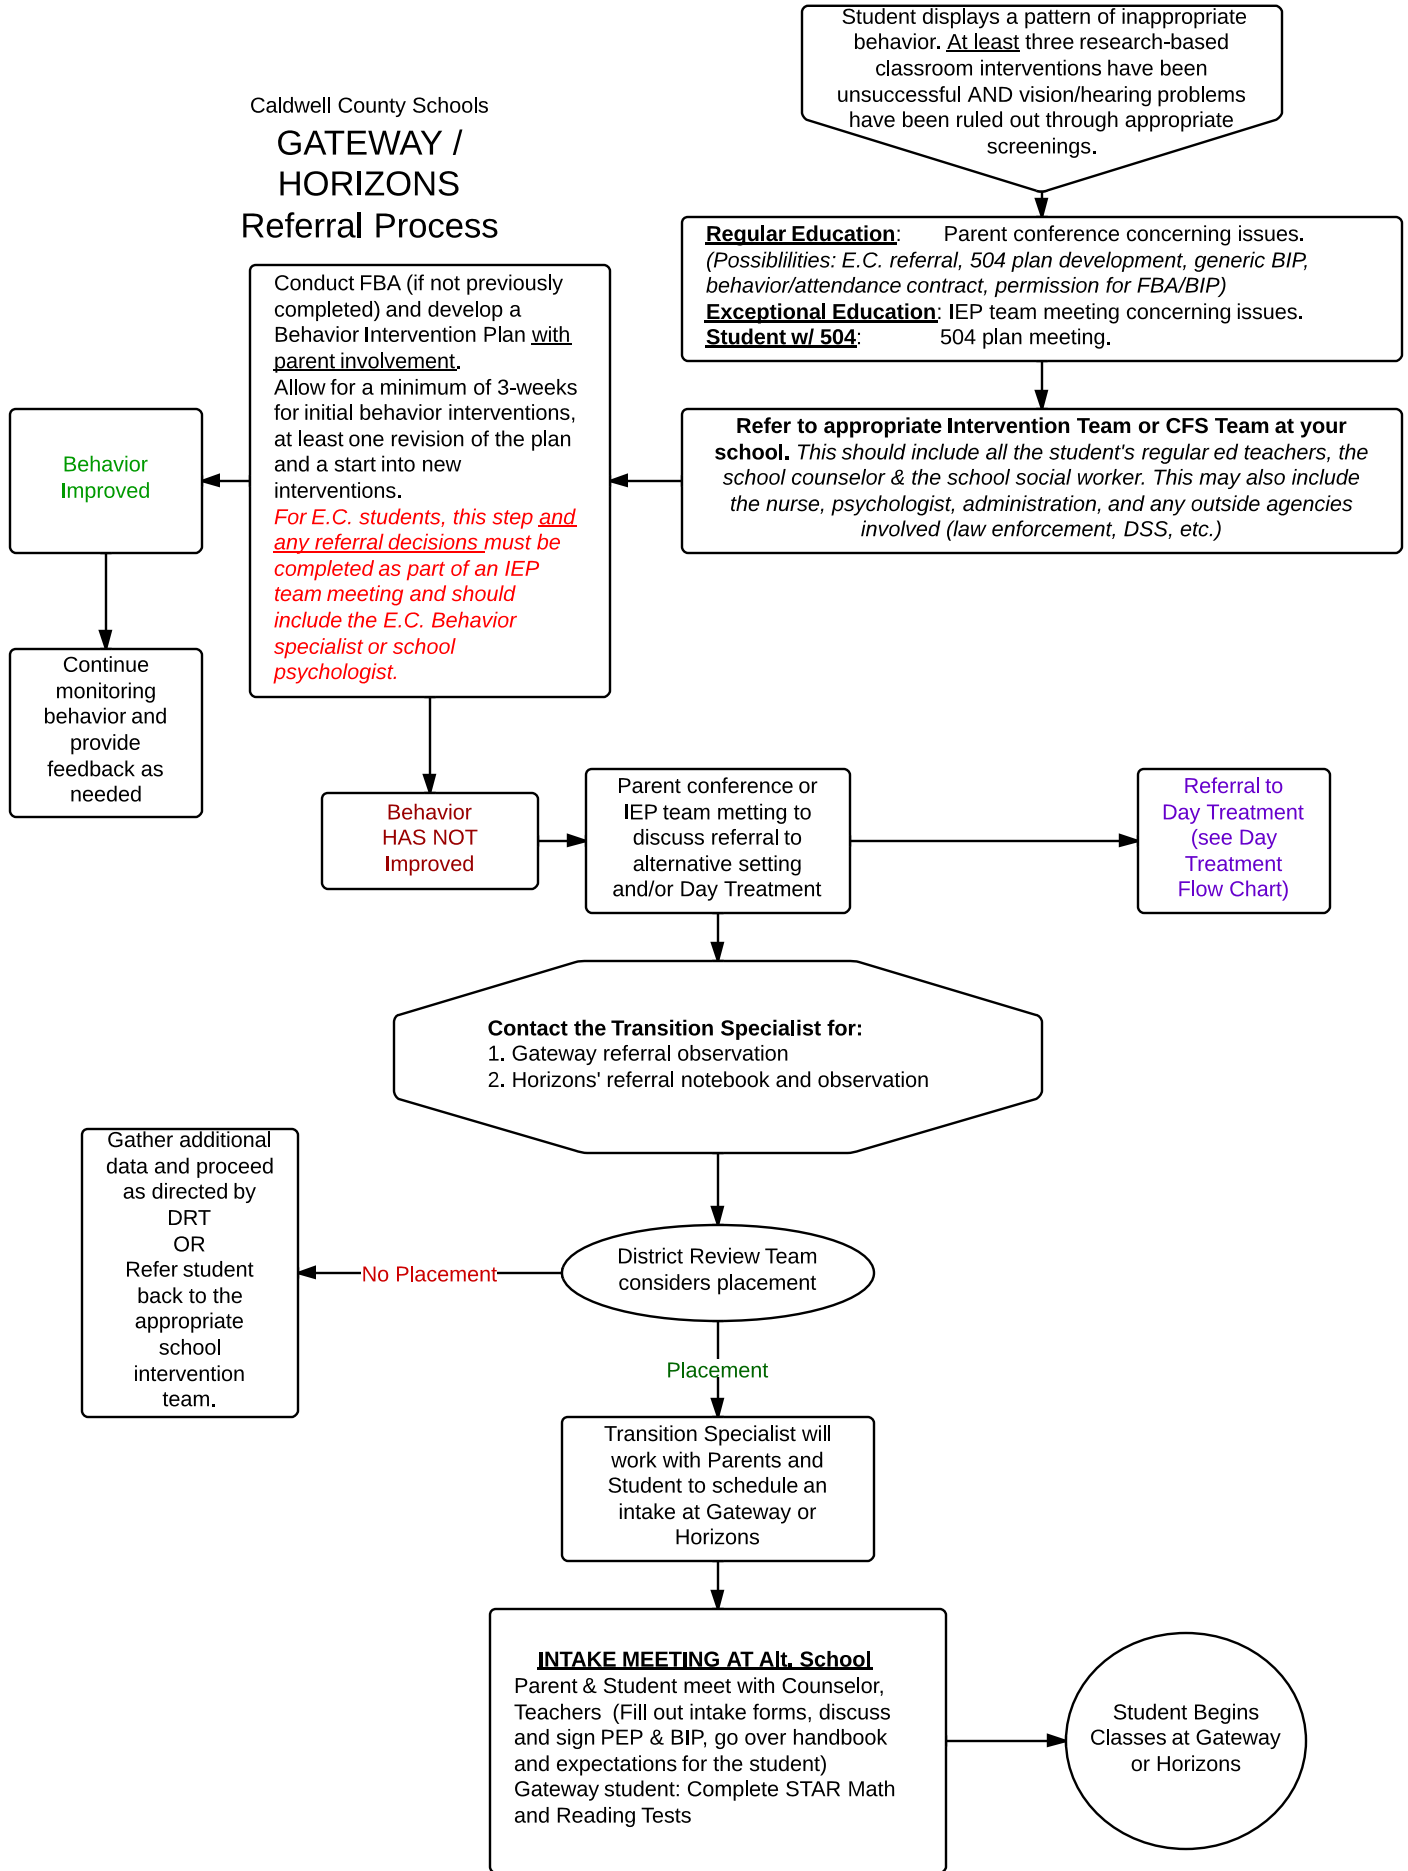 Student displays a pattern of inappropriate
behavior. At least three research-based
classroom interventions have been
unsuccessful AND vision/hearing problems
have been ruled out through appropriate
screenings.
Caldwell County Schools
GATEWAY /
HORIZONS
Referral Process
Regular Education: Parent conference concerning issues.
(Possiblilities: E.C. referral, 504 plan development, generic BIP,
behavior/attendance contract, permission for FBA/BIP)
Exceptional Education: IEP team meeting concerning issues.
Student w/ 504: 504 plan meeting.
Refer to appropriate Intervention Team or CFS Team at your
school. This should include all the student's regular ed teachers, the
school counselor & the school social worker. This may also include
the nurse, psychologist, administration, and any outside agencies
involved (law enforcement, DSS, etc.)
Conduct FBA (if not previously
completed) and develop a
Behavior Intervention Plan with
parent involvement.
Allow for a minimum of 3-weeks
for initial behavior interventions,
at least one revision of the plan
and a start into new
interventions.
For E.C. students, this step and
any referral decisions must be
completed as part of an IEP
team meeting and should
include the E.C. Behavior
specialist or school
psychologist.
Behavior
Improved
Continue
monitoring
behavior and
provide
feedback as
needed
Behavior
HAS NOT
Improved
Parent conference or
IEP team metting to
discuss referral to
alternative setting
and/or Day Treatment
Referral to
Day Treatment
(see Day
Treatment
Flow Chart)
Contact the Transition Specialist for:
1. Gateway referral observation
2. Horizons' referral notebook and observation
District Review Team
considers placement
No Placement
Gather additional
data and proceed
as directed by
DRT
OR
Refer student
back to the
appropriate
school
intervention
team.
Placement
Transition Specialist will
work with Parents and
Student to schedule an
intake at Gateway or
Horizons
INTAKE MEETING AT Alt. School
Parent & Student meet with Counselor,
Teachers (Fill out intake forms, discuss
and sign PEP & BIP, go over handbook
and expectations for the student)
Gateway student: Complete STAR Math
and Reading Tests
Student Begins
Classes at Gateway
or Horizons